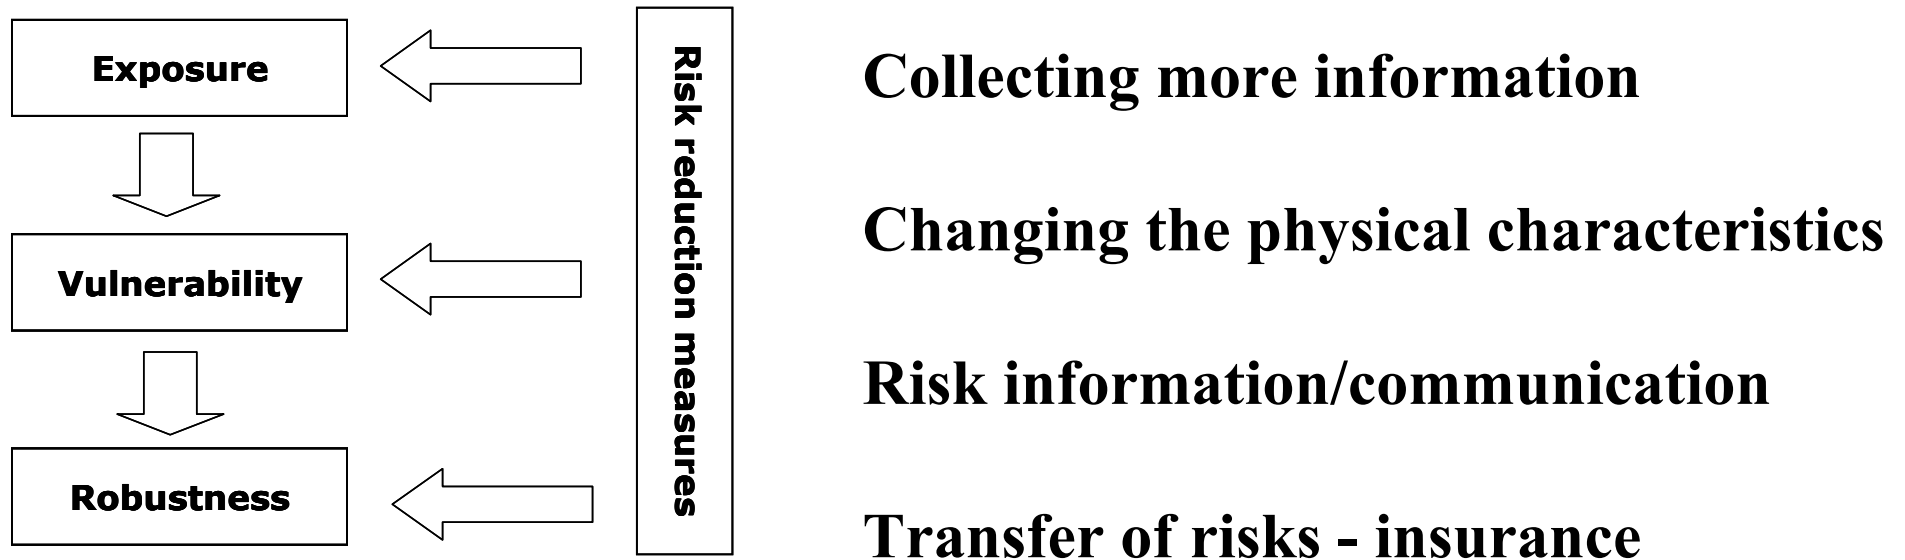 Exposure
Vulnerability
Robustness
Risk reduction measures
Collecting more information
Changing the physical characteristics
Risk information/communication
Transfer of risks - insurance